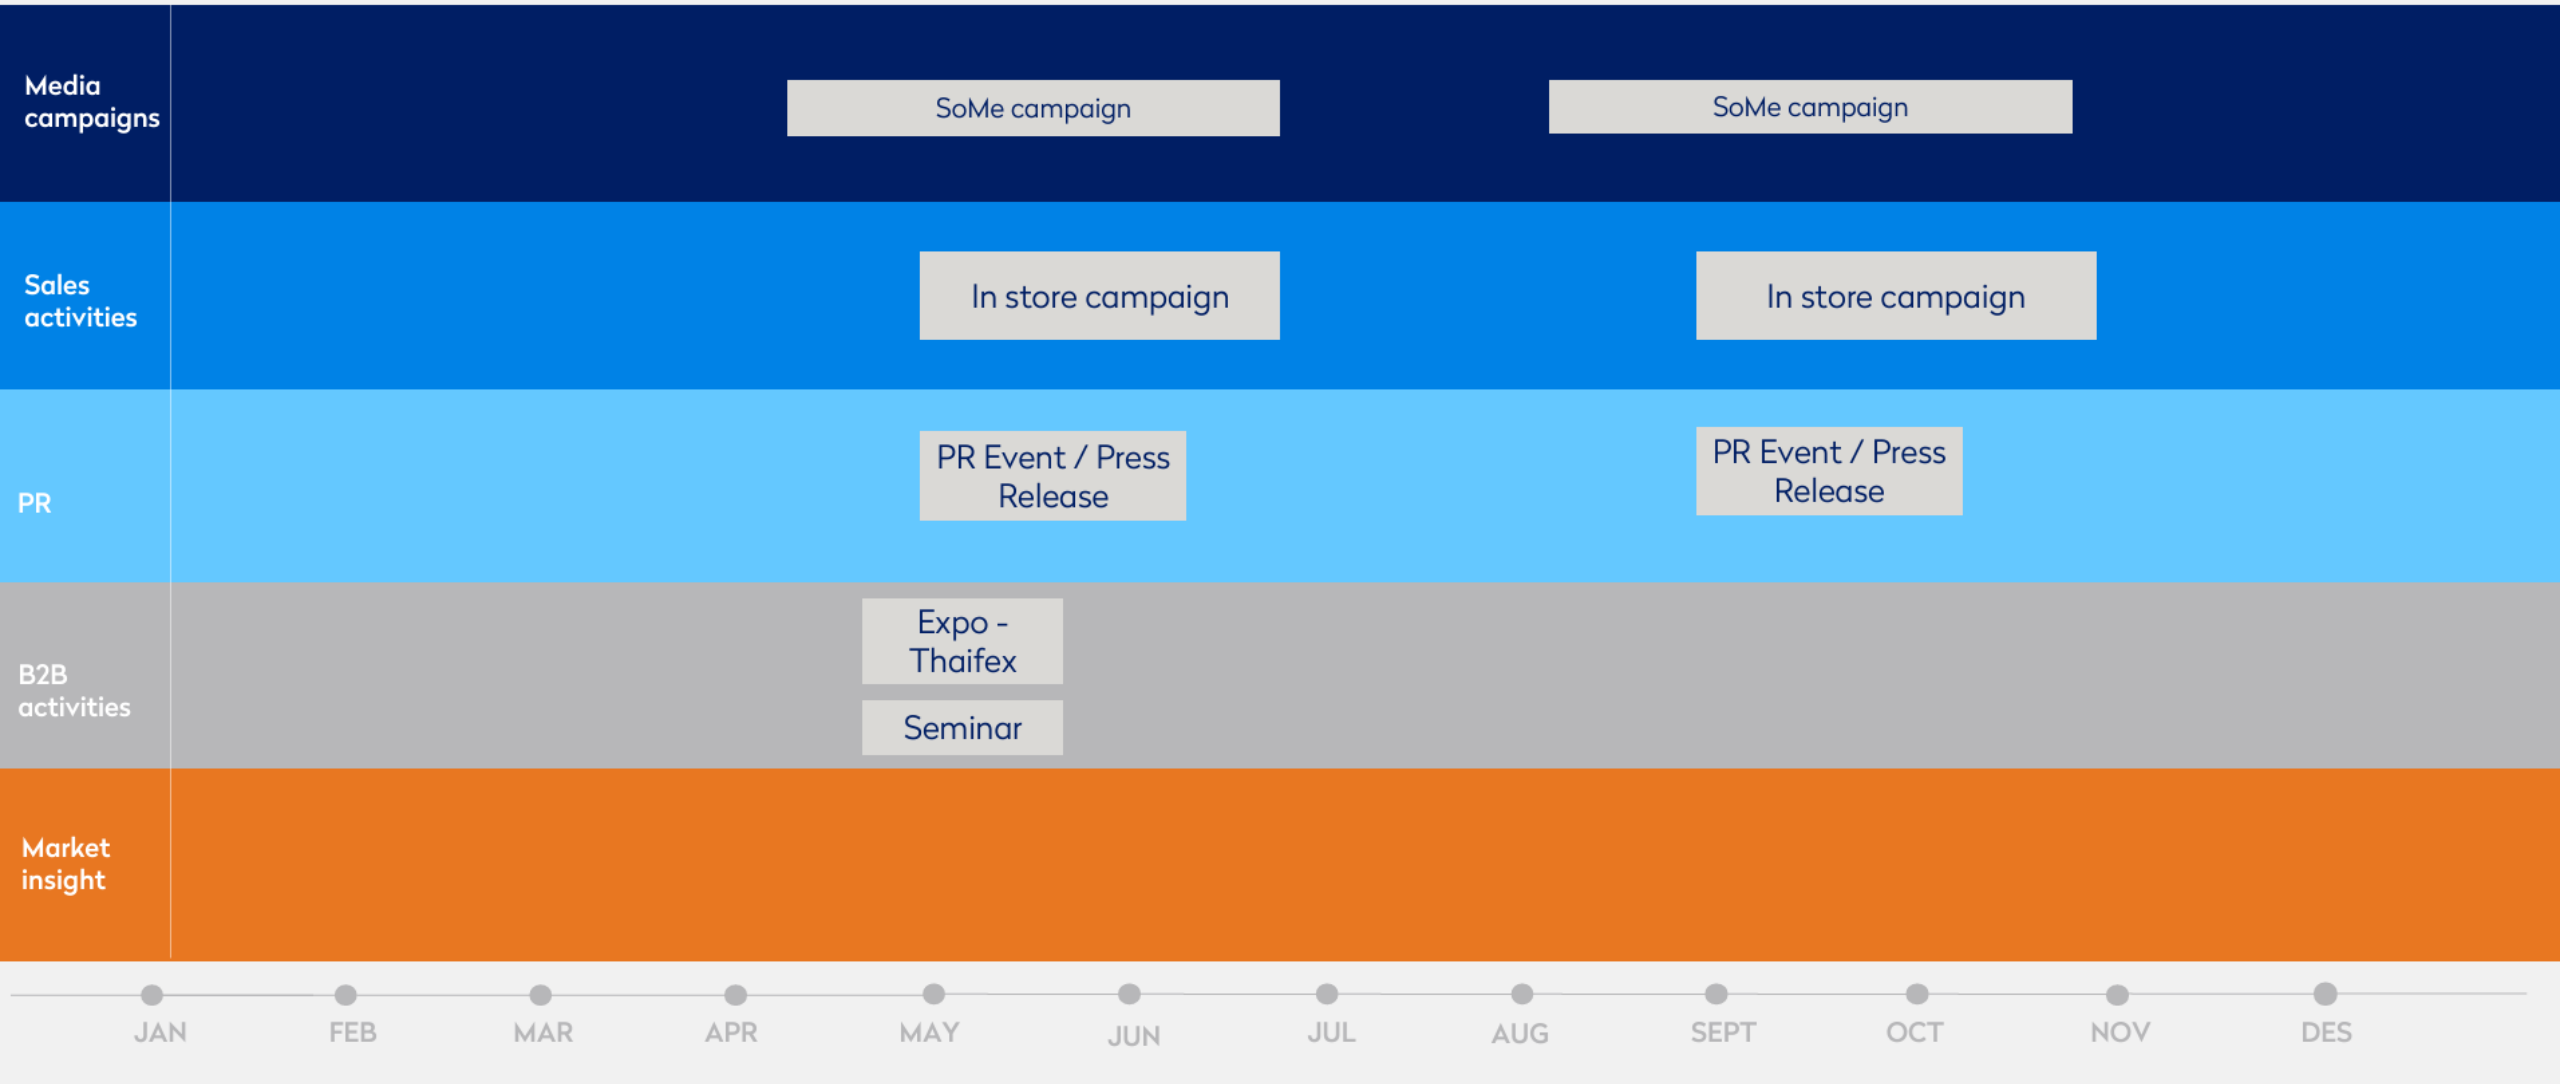 Media
campaigns
SoMe campaign
SoMe campaign
Sales
activities
In store campaign
In store campaign
PR
PR Event / Press
Release
PR Event / Press
Release
B2B
activities
Expo -
Thaifex
Seminar
Market
insight
JAN
FEB
MAR
APR
MAY
JUN
JUL
AUG
SEPT
OCT
NOV
DES